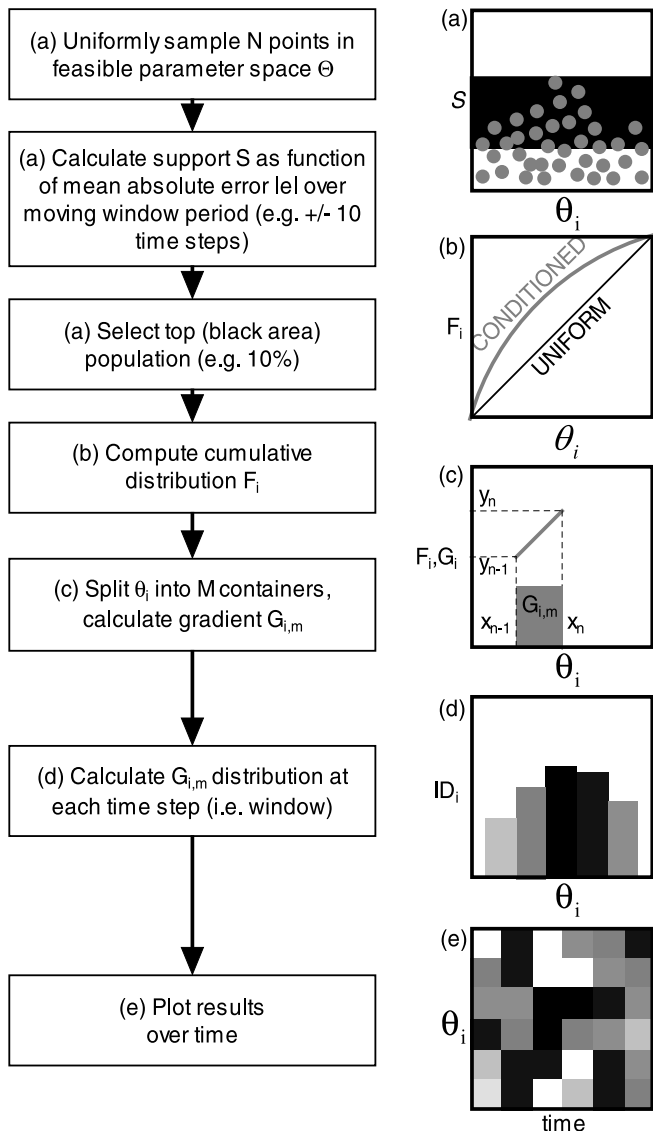 (a) Uniformly sample N points in
feasible parameter space Θ
(a) Calculate support S as function
of mean absolute error lel over
moving window period (e.g. +/- 10
time steps)
(a) Select top (black area)
population (e.g. 10%)
(b) Compute cumulative
distribution Fᵢ
(c) Split θᵢ into M containers,
calculate gradient Gᵢ,ₘ
(d) Calculate Gᵢ,ₘ distribution at
each time step (i.e. window)
(e) Plot results
over time
(a)
S
θᵢ
(b)
CONDITIONED
Fᵢ
UNIFORM
θᵢ
(c)
yₙ
Fᵢ,Gᵢ
yₙ₋₁
Gᵢ,ₘ
xₙ₋₁ xₙ
θᵢ
(d)
IDᵢ
θᵢ
(e)
θᵢ
time